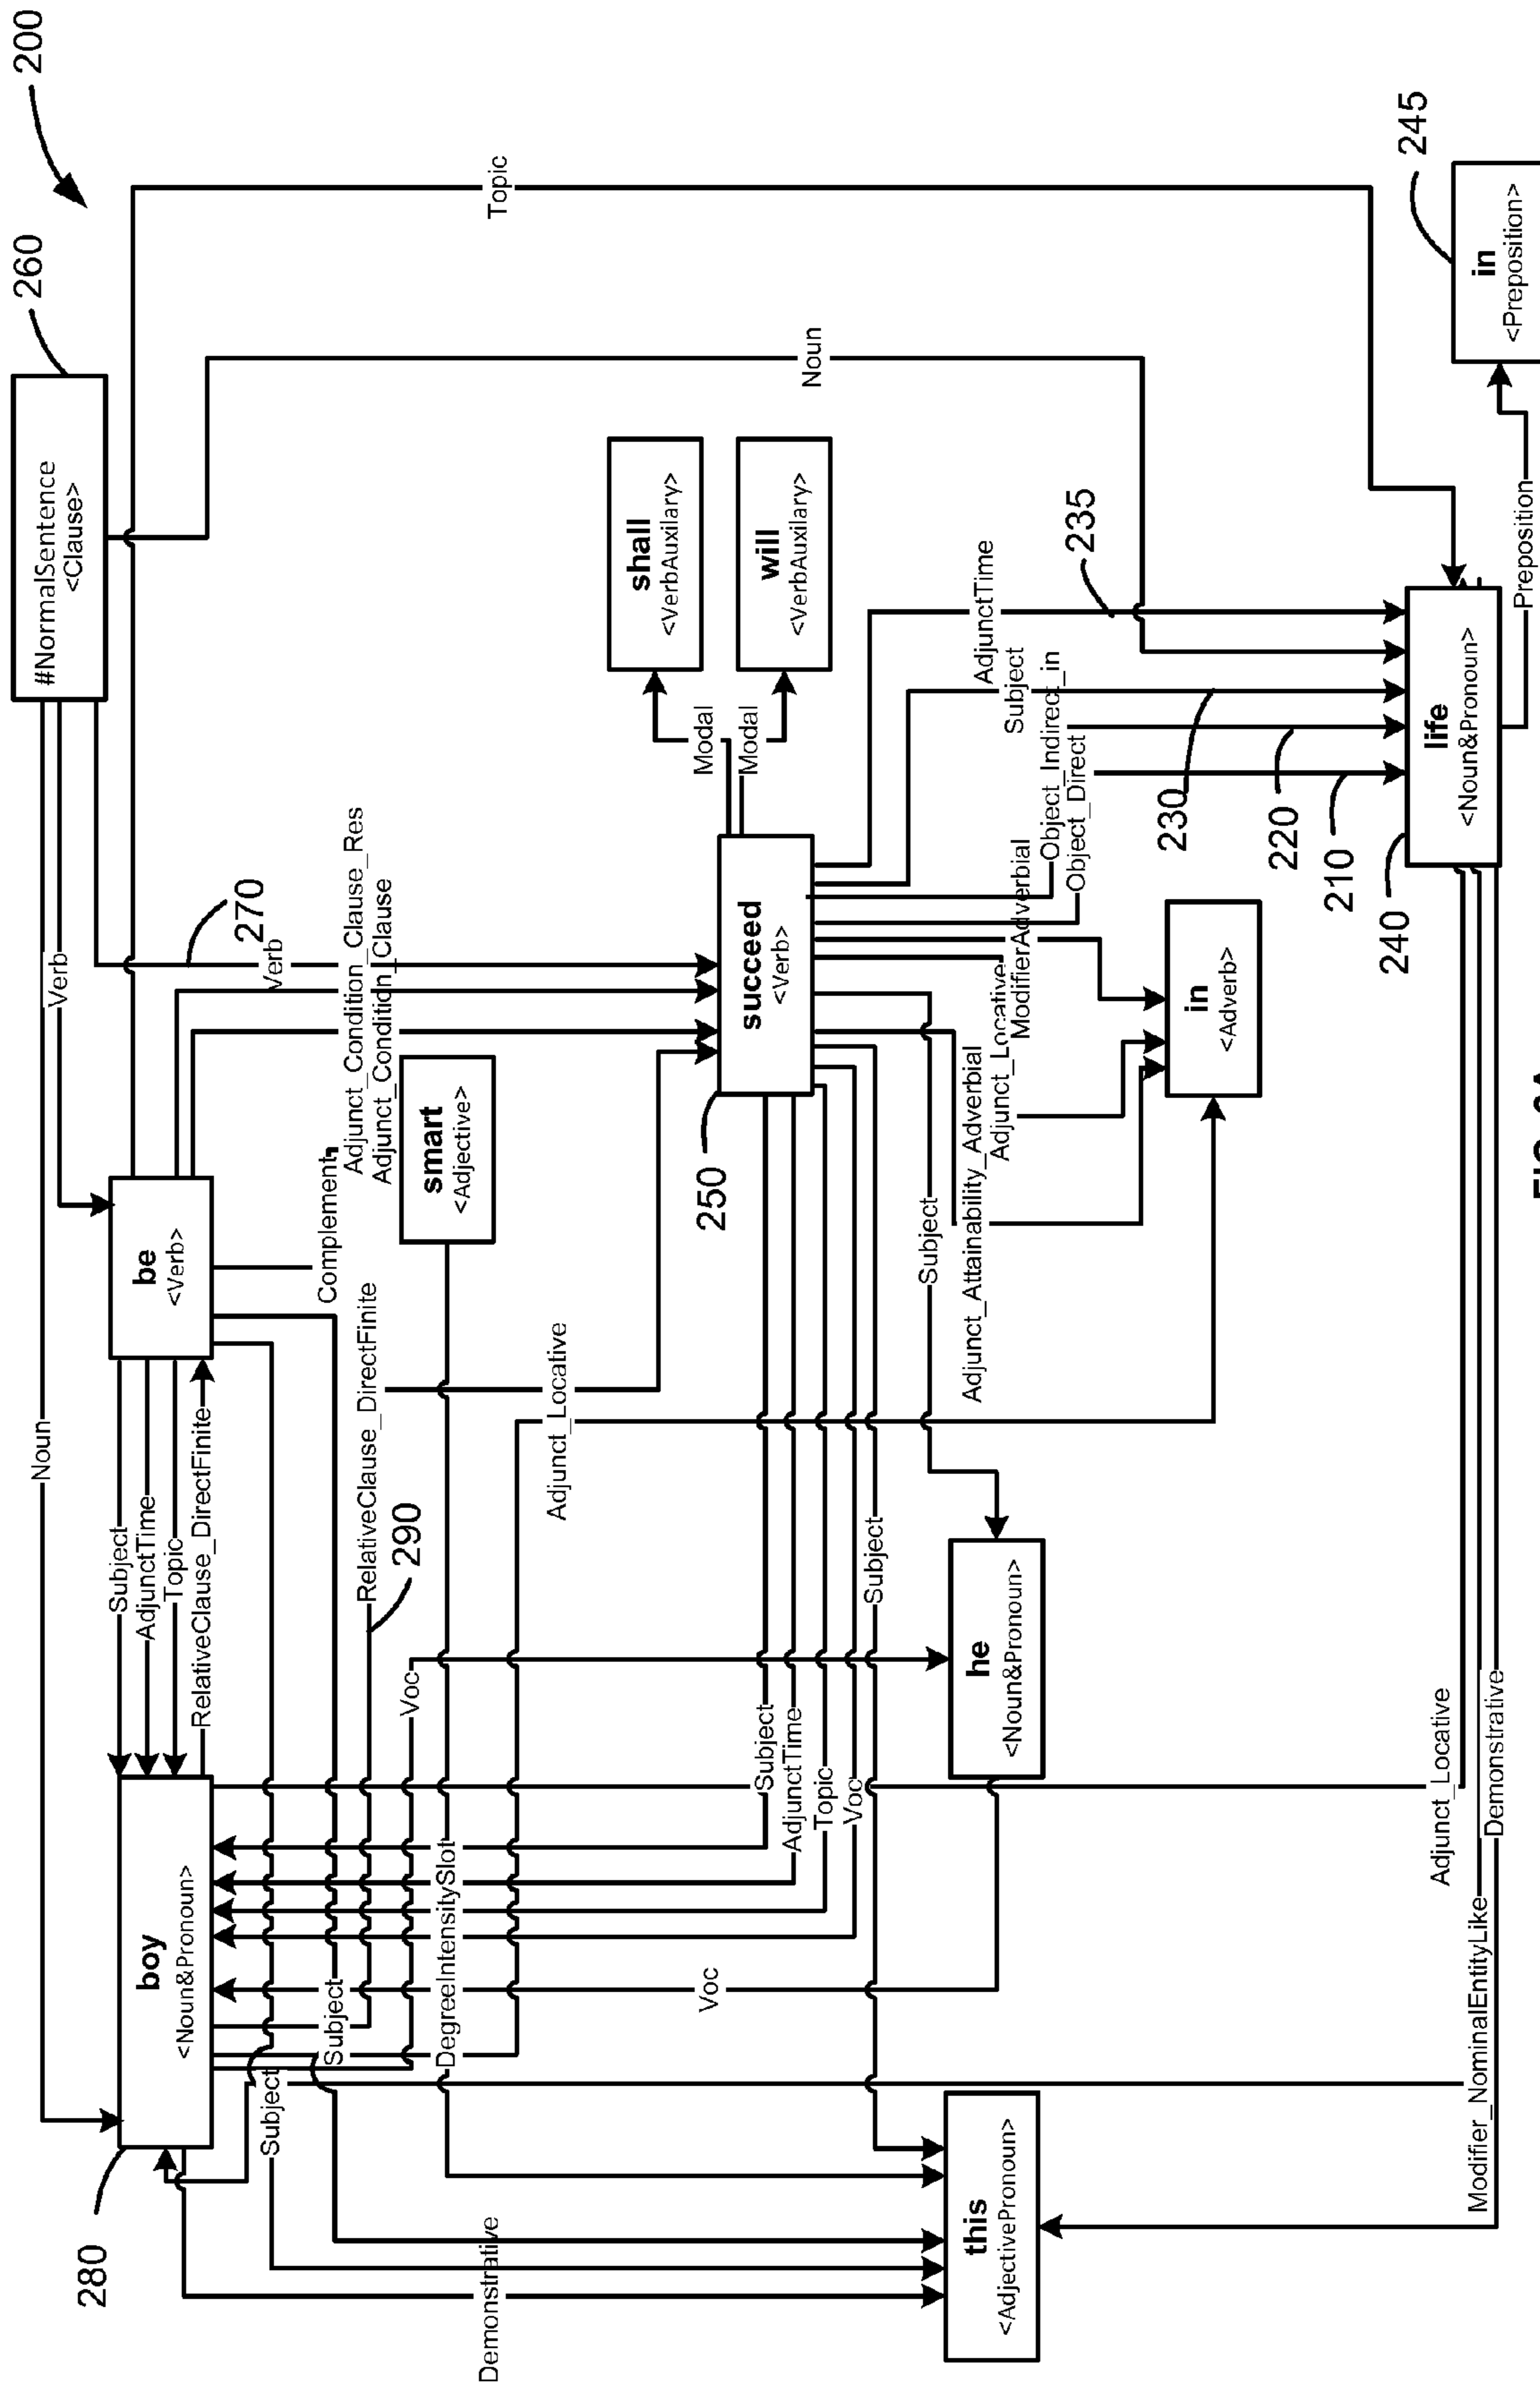 200
260
#NormalSentence
<Clause>
Noun
Verb
be
<Verb>
Subject
AdjunctTime
Topic
RelativeClause_DirectFinite
boy
<Noun&Pronoun>
280
Topic
Noun
270
Verb
Adjunct_Condition_Clause_Res
Adjunct_Condition_Clause
Complement
smart
<Adjective>
RelativeClause_DirectFinite
290
Adjunct_Locative
Voc
DegreeIntensitySlot
Subject
Subject
Demonstrative
shall
<VerbAuxilary>
will
<VerbAuxilary>
Modal
Modal
succeed
<Verb>
250
Subject
AdjunctTime
Topic
Voc
Voc
Subject
Subject
Adjunct_Attainability_Adverbial
Adjunct_Locative
ModifierAdverbial
Object_Direct
Object_Indirect_in
Subject
AdjunctTime
235
230
220
210
240
he
<Noun&Pronoun>
this
<AdjectivePronoun>
in
<Adverb>
life
<Noun&Pronoun>
245
in
<Preposition>
Preposition
Adjunct_Locative
Modifier_NominalEntityLike
Demonstrative